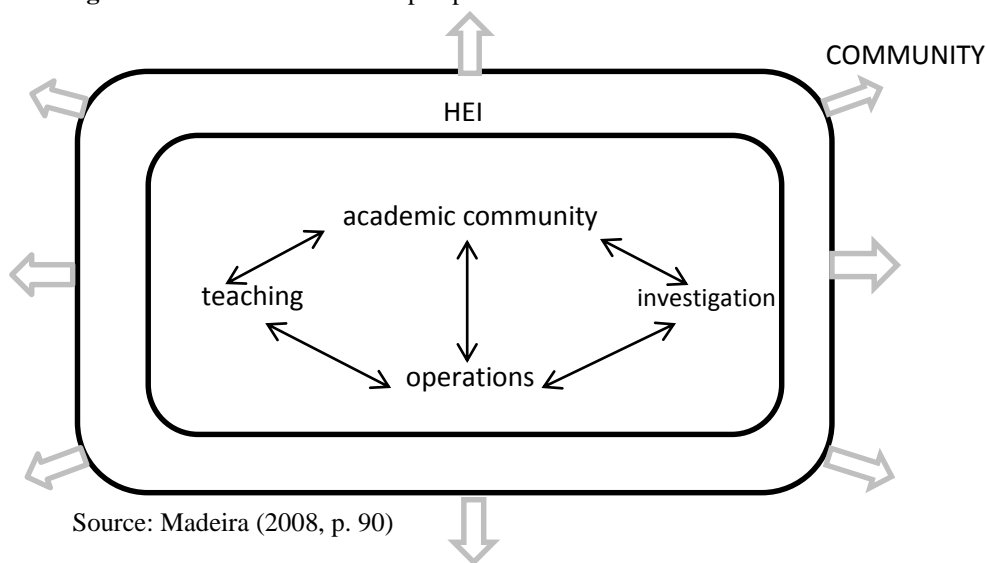 COMMUNITY
HEI
academic community
teaching
investigation
operations
Source: Madeira (2008, p. 90)